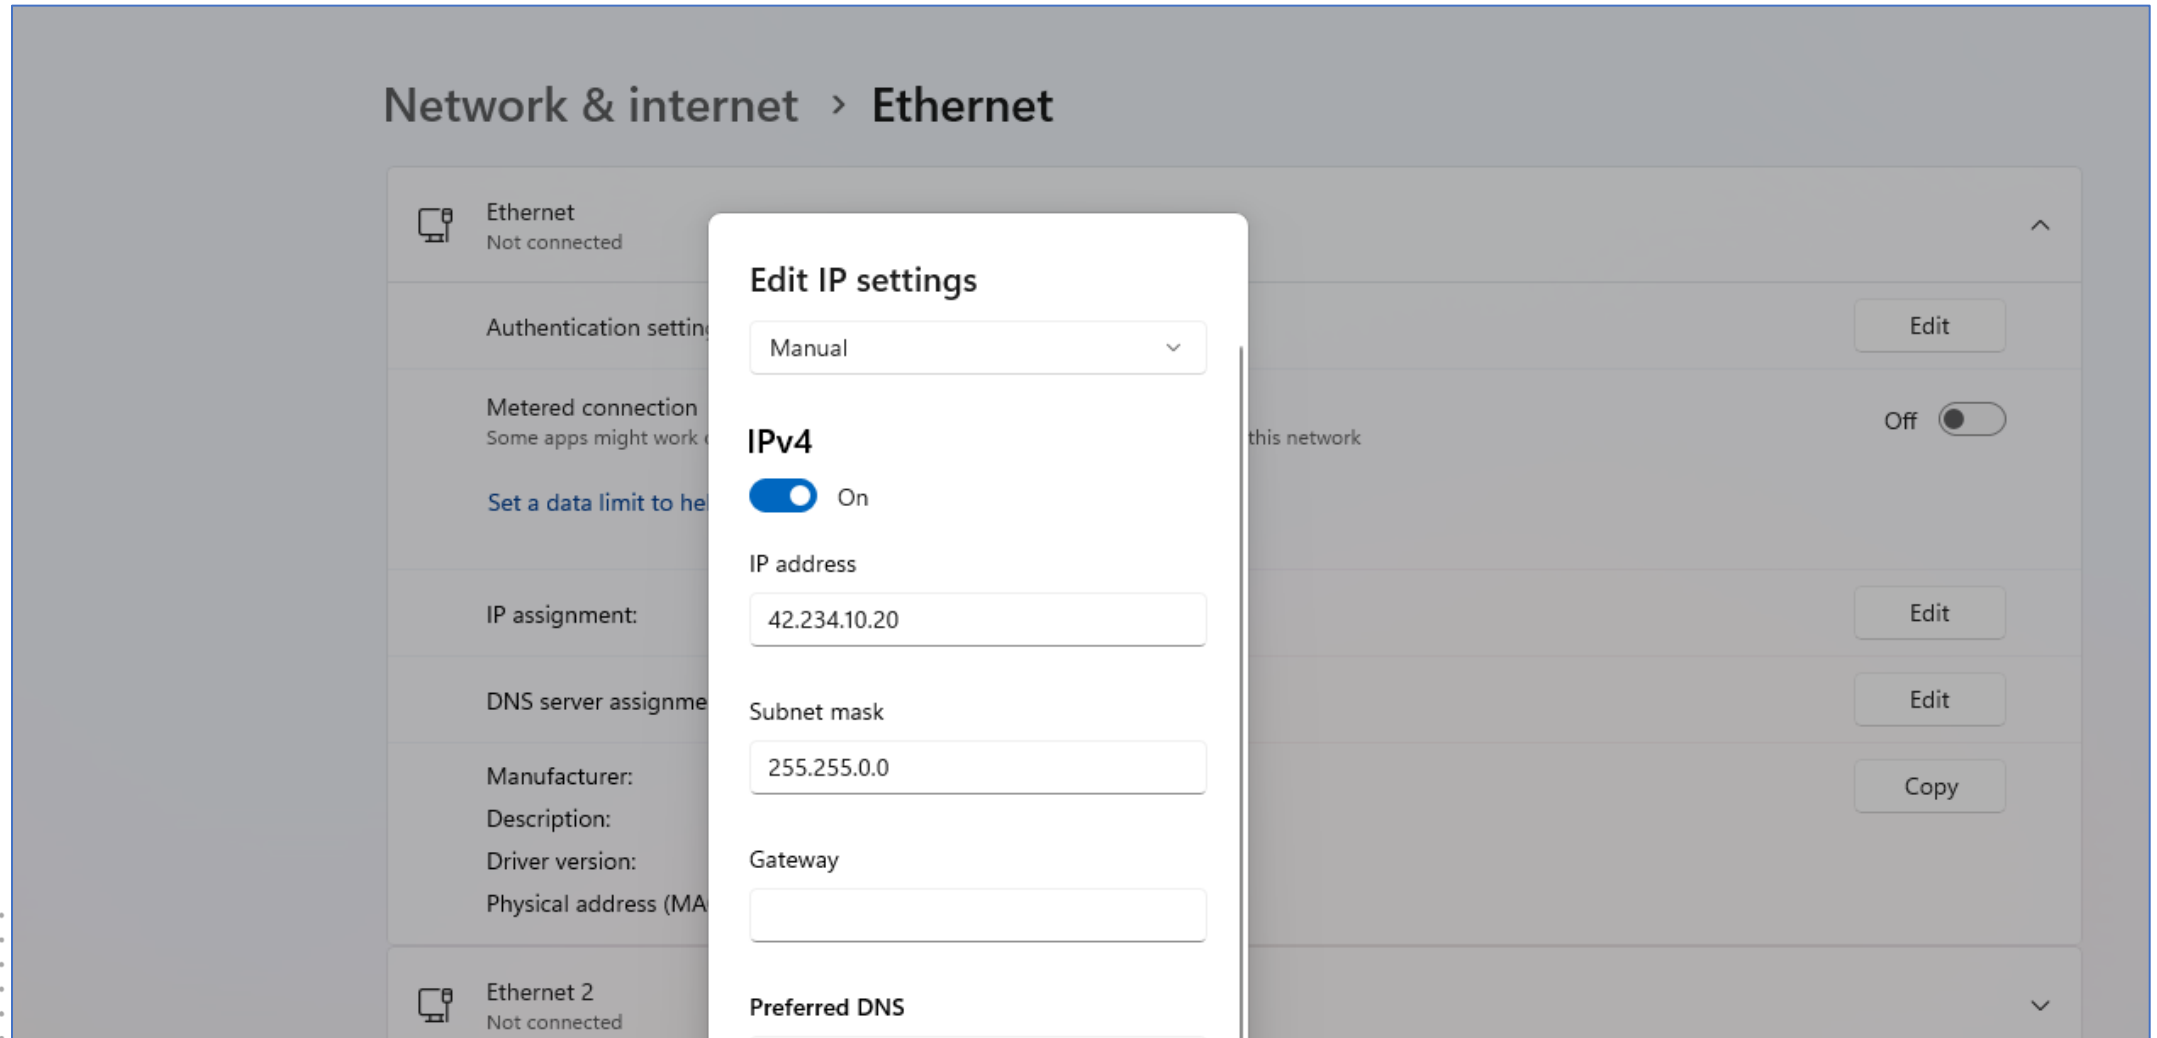 Network & internet > Ethernet
Ethernet
Not connected
Edit IP settings
Authentication setting
Edit
Manual
Metered connection
Some apps might work
this network
Off
IPv4
Set a data limit to hel
On
IP address
42.234.10.20
IP assignment:
Edit
Subnet mask
DNS server assignme
Edit
255.255.0.0
Manufacturer:
Copy
Description:
Gateway
Driver version:
Physical address (MA
Ethernet 2
Not connected
Preferred DNS